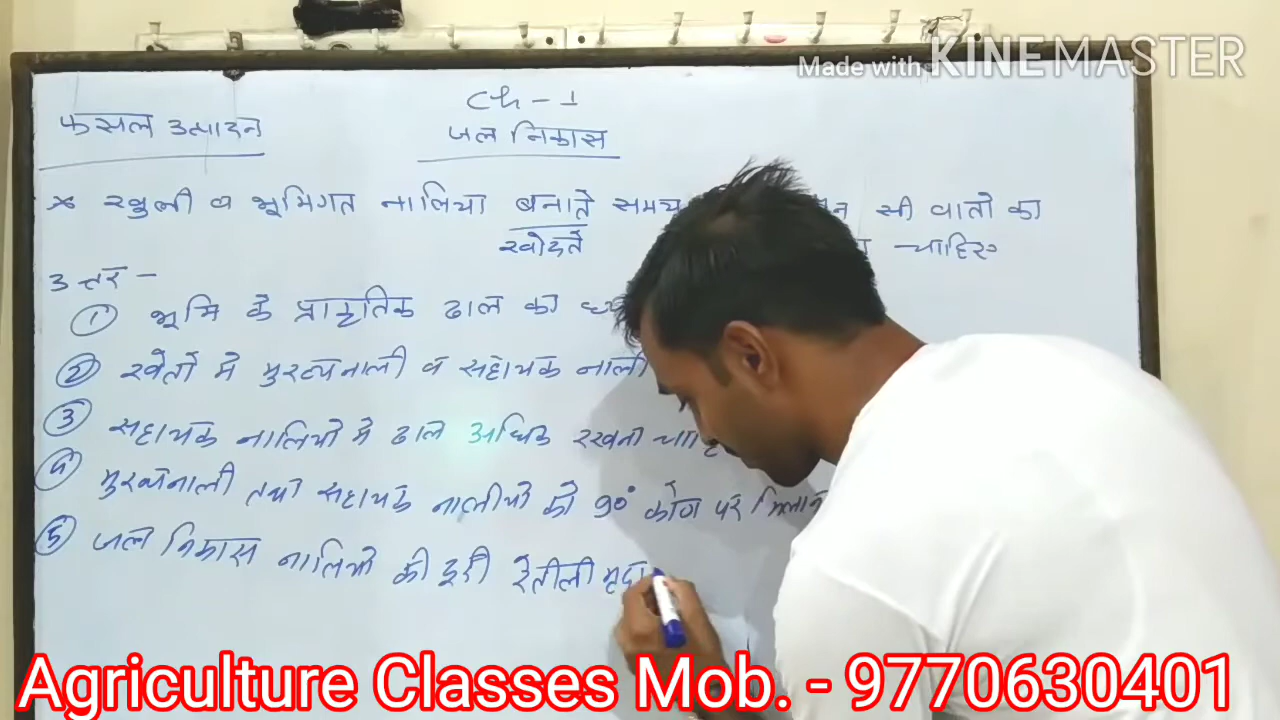 Made with KINEMASTER
Ch - 1
फसल उत्पादन
जल निकास
* खुली व भूमिगत नालिया बनाते समय सी बातो का
खोदते चाहिए
उत्तर -
① भूमि के प्राकृतिक ढाल का
② खेतो मे मुख्यनाली व सहायक नाली
③ सहायक नालियो मे ढाल अधिक रखना
④ मुख्यनाली तथा सहायक नालीयो को 90° कोण पर
⑤ जल निकास नालियो की दूरी रेतीली मृदा
Agriculture Classes Mob. - 9770630401